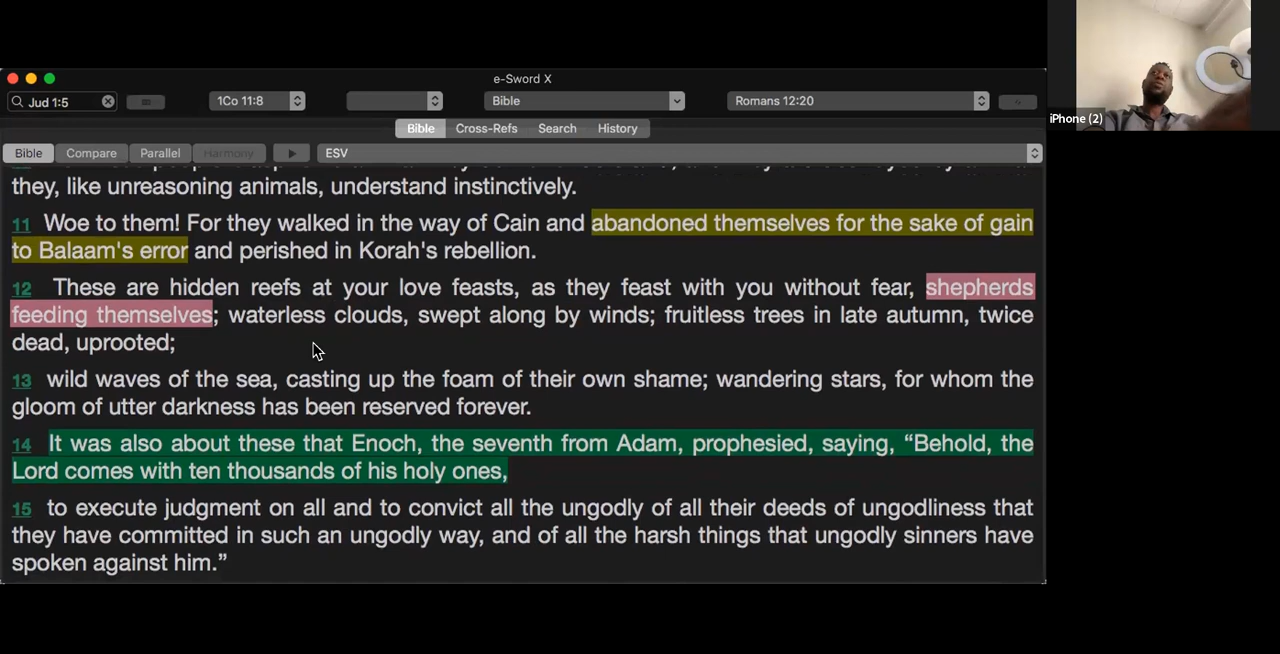 e-Sword X
Jud 1:5
1Co 11:8
Bible
Romans 12:20
iPhone (2)
Bible Cross-Refs Search History
Bible Compare Parallel Harmony ESV
they, like unreasoning animals, understand instinctively.
11 Woe to them! For they walked in the way of Cain and abandoned themselves for the sake of gain
to Balaam's error and perished in Korah's rebellion.
12 These are hidden reefs at your love feasts, as they feast with you without fear, shepherds
feeding themselves; waterless clouds, swept along by winds; fruitless trees in late autumn, twice
dead, uprooted;
13 wild waves of the sea, casting up the foam of their own shame; wandering stars, for whom the
gloom of utter darkness has been reserved forever.
14 It was also about these that Enoch, the seventh from Adam, prophesied, saying, “Behold, the
Lord comes with ten thousands of his holy ones,
15 to execute judgment on all and to convict all the ungodly of all their deeds of ungodliness that
they have committed in such an ungodly way, and of all the harsh things that ungodly sinners have
spoken against him.”